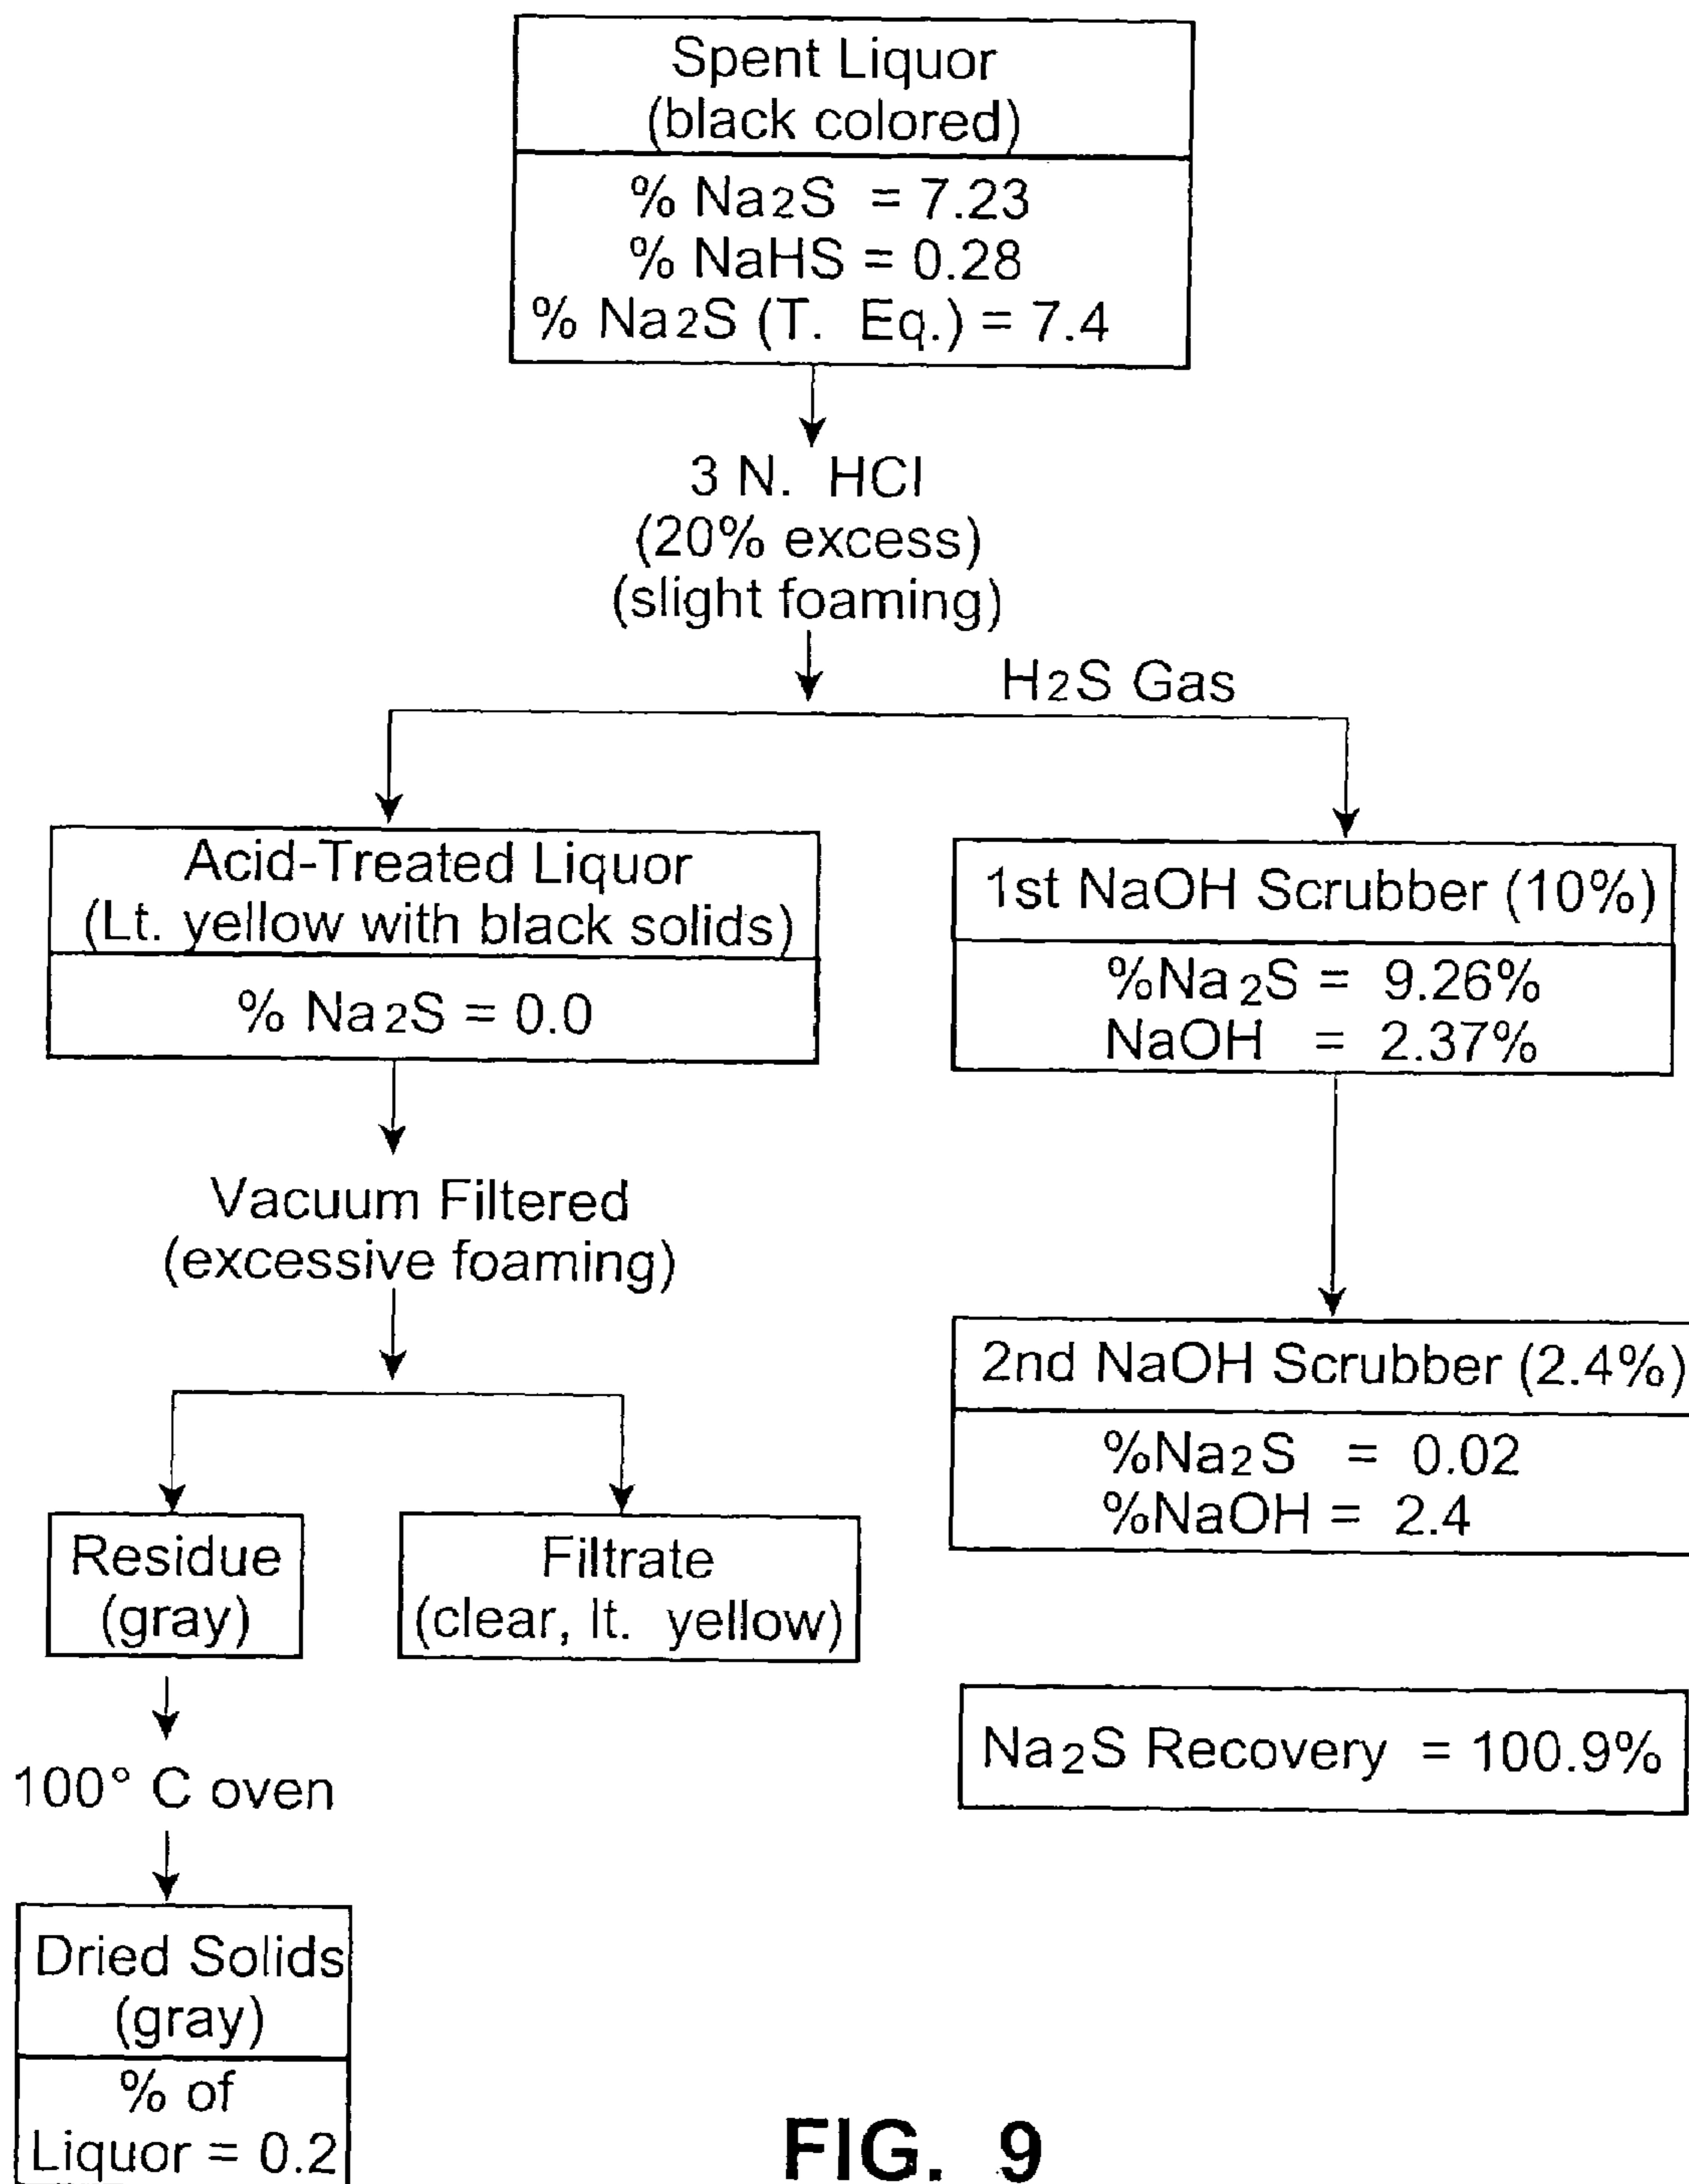 Spent Liquor
(black colored)
% Na2S = 7.23
% NaHS = 0.28
% Na2S (T. Eq.) = 7.4
3 N. HCl
(20% excess)
(slight foaming)
H2S Gas
Acid-Treated Liquor
(Lt. yellow with black solids)
% Na2S = 0.0
Vacuum Filtered
(excessive foaming)
Residue
(gray)
Filtrate
(clear, lt. yellow)
100° C oven
Dried Solids
(gray)
% of
Liquor = 0.2
1st NaOH Scrubber (10%)
%Na2S = 9.26%
NaOH = 2.37%
2nd NaOH Scrubber (2.4%)
%Na2S = 0.02
%NaOH = 2.4
Na2S Recovery = 100.9%
FIG. 9